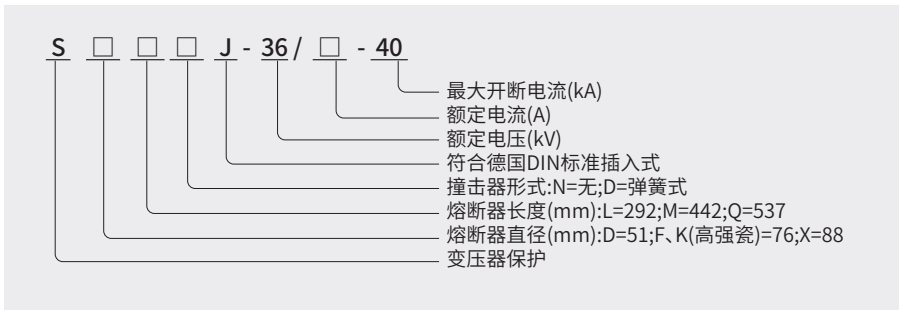 S □ □ □ J - 36 / □ - 40
最大开断电流(kA)
额定电流(A)
额定电压(kV)
符合德国DIN标准插入式
撞击器形式:N=无;D=弹簧式
熔断器长度(mm):L=292;M=442;Q=537
熔断器直径(mm):D=51;F、K(高强瓷)=76;X=88
变压器保护